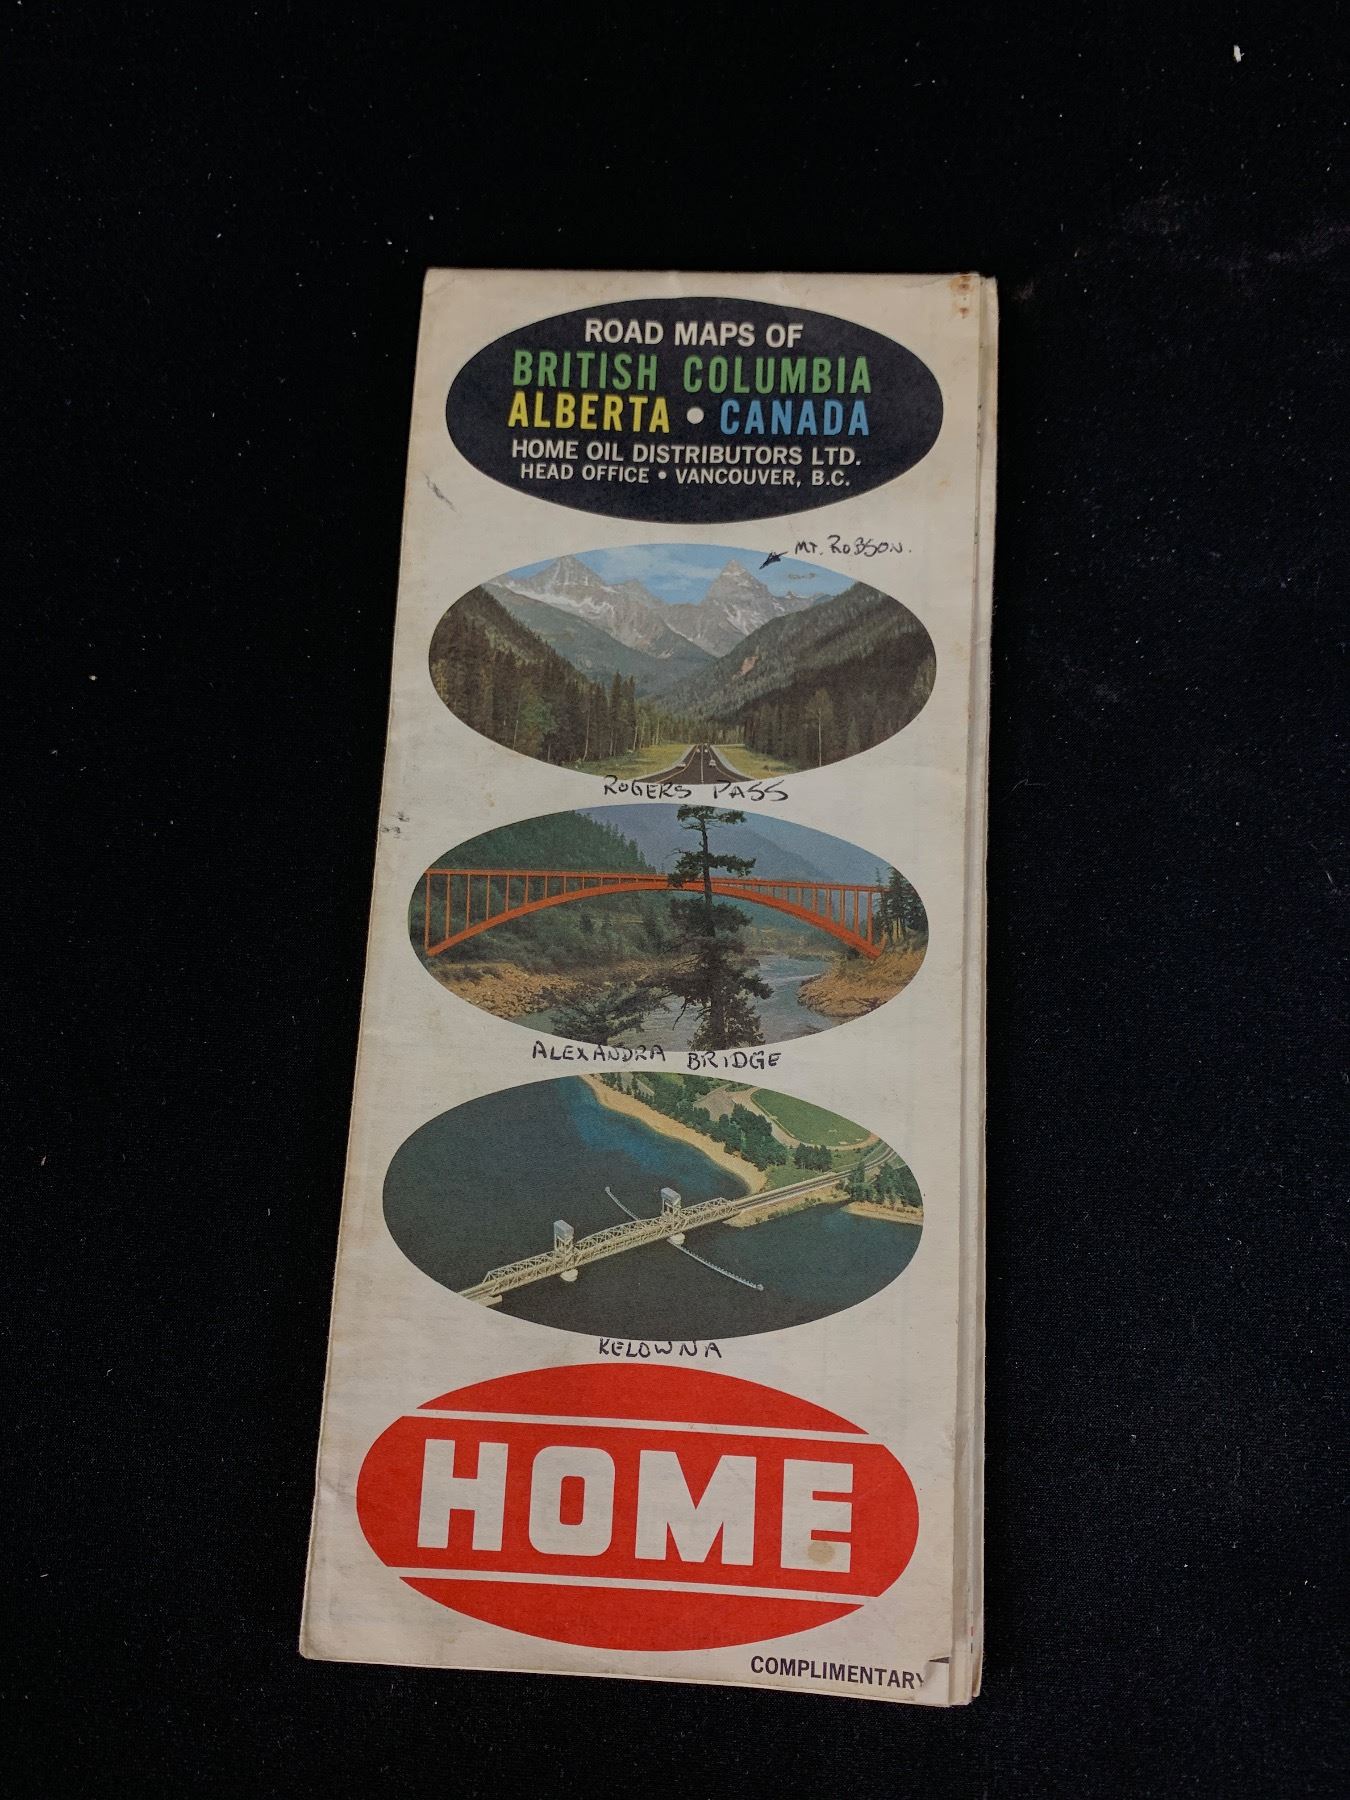 ROAD MAPS OF
BRITISH COLUMBIA
ALBERTA • CANADA
HOME OIL DISTRIBUTORS LTD.
HEAD OFFICE • VANCOUVER, B.C.
MT. ROBSON.
ROGERS PASS
ALEXANDRA BRIDGE
KELOWNA
HOME
COMPLIMENTARY